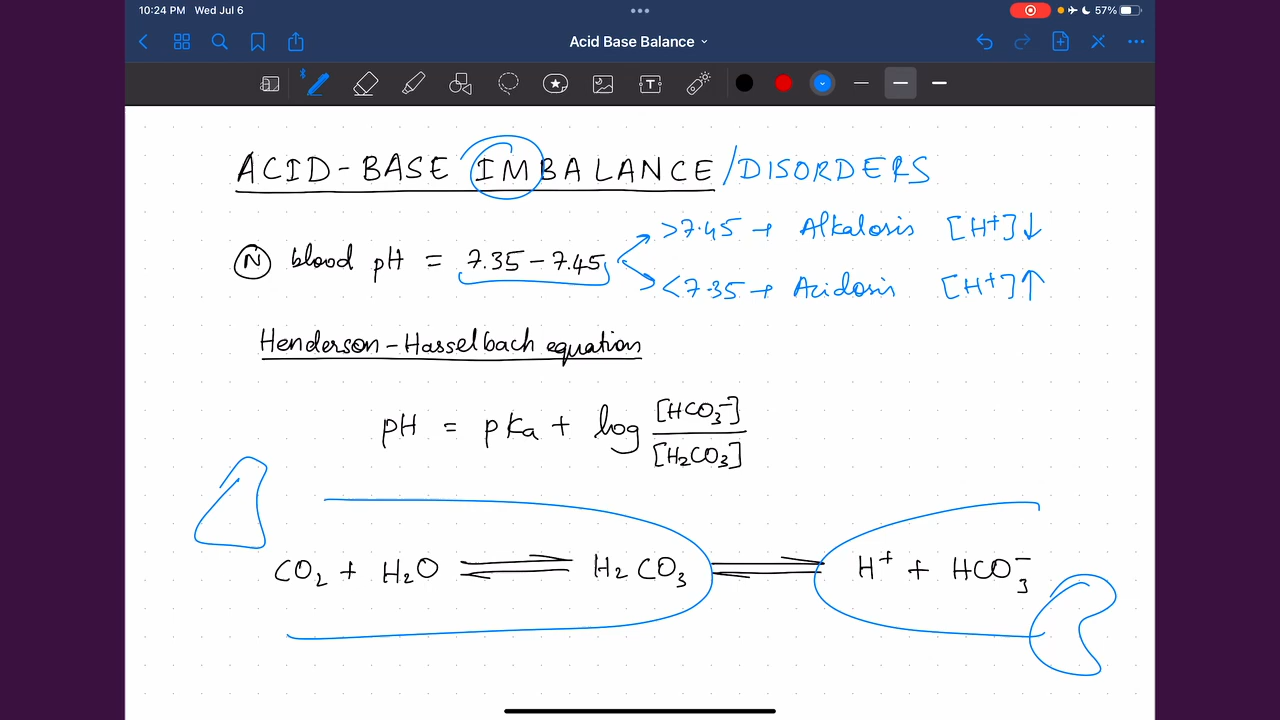 10:24 PM Wed Jul 6
57%
Acid Base Balance
T
ACID-BASE IMBALANCE/DISORDERS
>7.45 → Alkalosis [H⁺]↓
(N) blood pH = 7.35 - 7.45
<7.35 → Acidosis [H⁺]↑
Henderson-Hasselbach equation
pH = pKa + log [HCO₃⁻]
[H₂CO₃]
CO₂ + H₂O ⇌ H₂CO₃ ⇌ H⁺ + HCO₃⁻